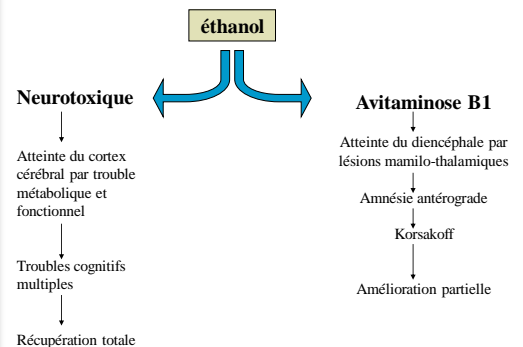 éthanol
Neurotoxique
Atteinte du cortex
cérébral par trouble
métabolique et
fonctionnel
Troubles cognitifs
multiples
Récupération totale
Avitaminose B1
Atteinte du diencéphale par
lésions mamilo-thalamiques
Amnésie antérograde
Korsakoff
Amélioration partielle